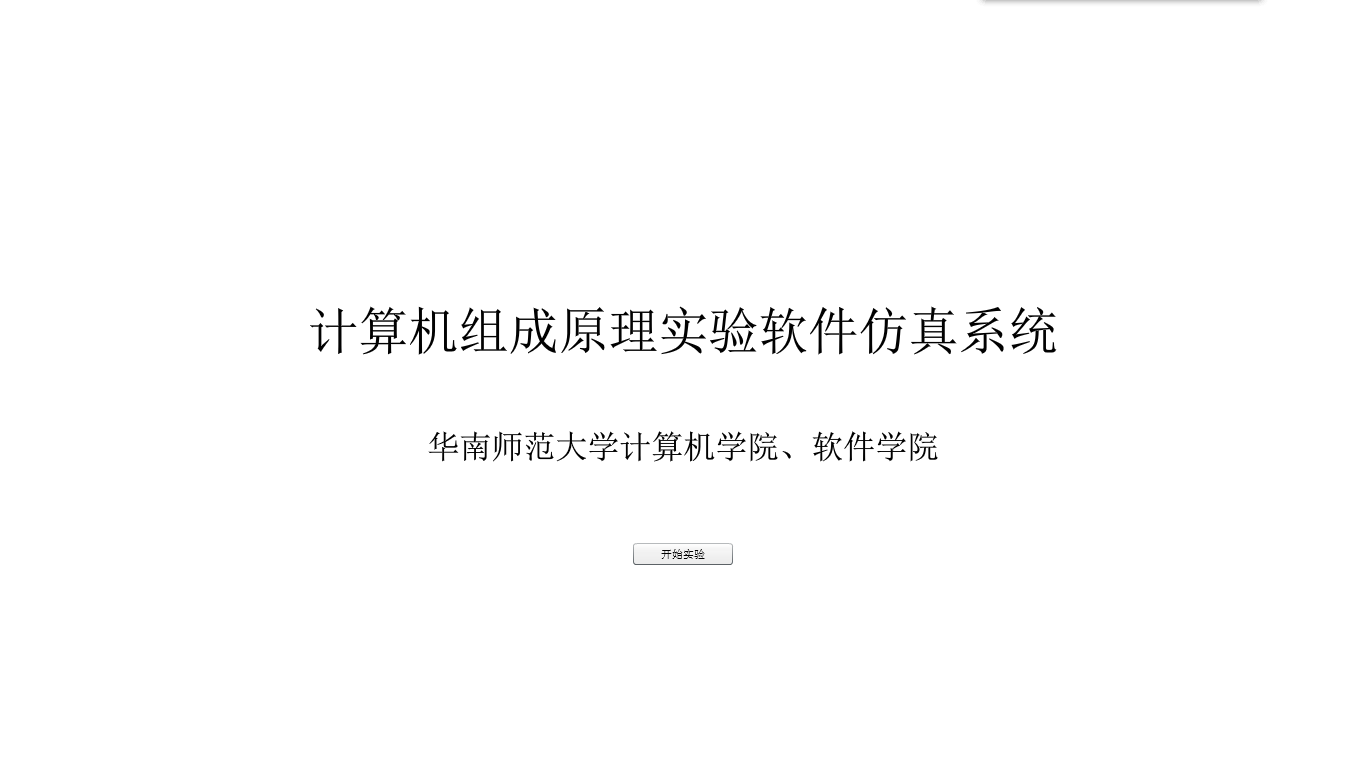 计算机组成原理实验软件仿真系统
华南师范大学计算机学院、软件学院
开始实验